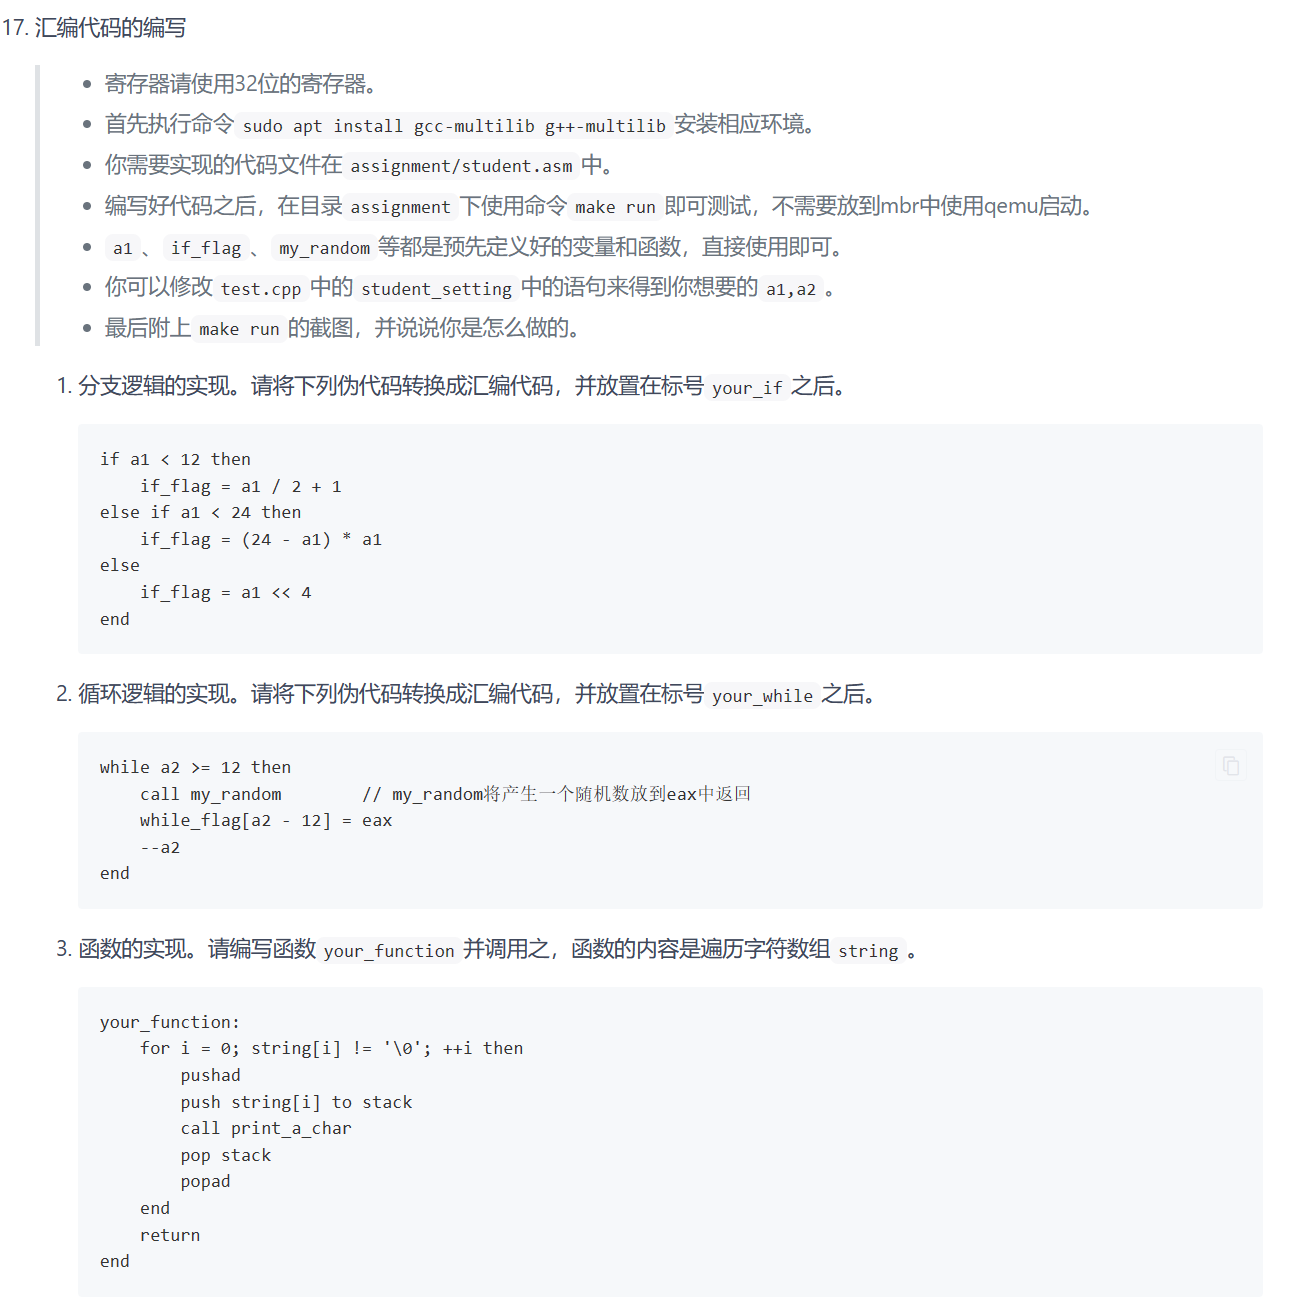 17. 汇编代码的编写
• 寄存器请使用32位的寄存器。
• 首先执行命令 sudo apt install gcc-multilib g++-multilib 安装相应环境。
• 你需要实现的代码文件在 assignment/student.asm 中。
• 编写好代码之后，在目录 assignment 下使用命令 make run 即可测试，不需要放到mbr中使用qemu启动。
• a1 、 if_flag 、 my_random 等都是预先定义好的变量和函数，直接使用即可。
• 你可以修改 test.cpp 中的 student_setting 中的语句来得到你想要的 a1,a2 。
• 最后附上 make run 的截图，并说说你是怎么做的。
1. 分支逻辑的实现。请将下列伪代码转换成汇编代码，并放置在标号 your_if 之后。
if a1 < 12 then
    if_flag = a1 / 2 + 1
else if a1 < 24 then
    if_flag = (24 - a1) * a1
else
    if_flag = a1 << 4
end
2. 循环逻辑的实现。请将下列伪代码转换成汇编代码，并放置在标号 your_while 之后。
while a2 >= 12 then
    call my_random        // my_random将产生一个随机数放到eax中返回
    while_flag[a2 - 12] = eax
    --a2
end
3. 函数的实现。请编写函数 your_function 并调用之，函数的内容是遍历字符数组 string 。
your_function:
    for i = 0; string[i] != '\0'; ++i then
        pushad
        push string[i] to stack
        call print_a_char
        pop stack
        popad
    end
    return
end